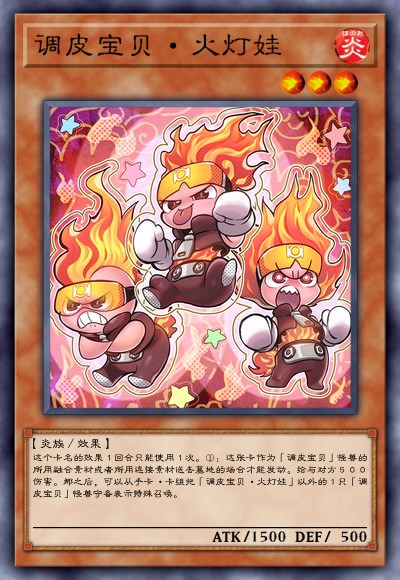 调皮宝贝・火灯娃
ほのお
炎
【炎族／效果】
这个卡名的效果1回合只能使用1次。①：这张卡作为「调皮宝贝」怪兽的
所用融合素材或者所用连接素材送去墓地的场合才能发动。给与对方500
伤害。那之后，可以从手卡・卡组把「调皮宝贝・火灯娃」以外的1只「调
皮宝贝」怪兽守备表示特殊召唤。
ATK/1500 DEF/ 500